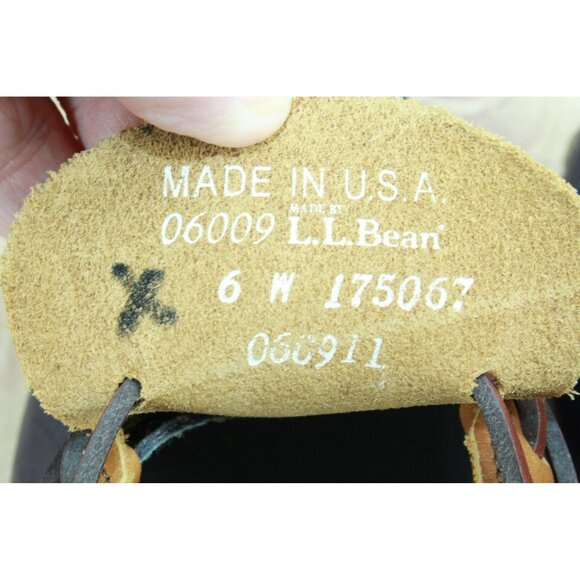 MADE IN U.S.A.
MADE BY
06009 L.L.Bean®
6 W 175067
060911